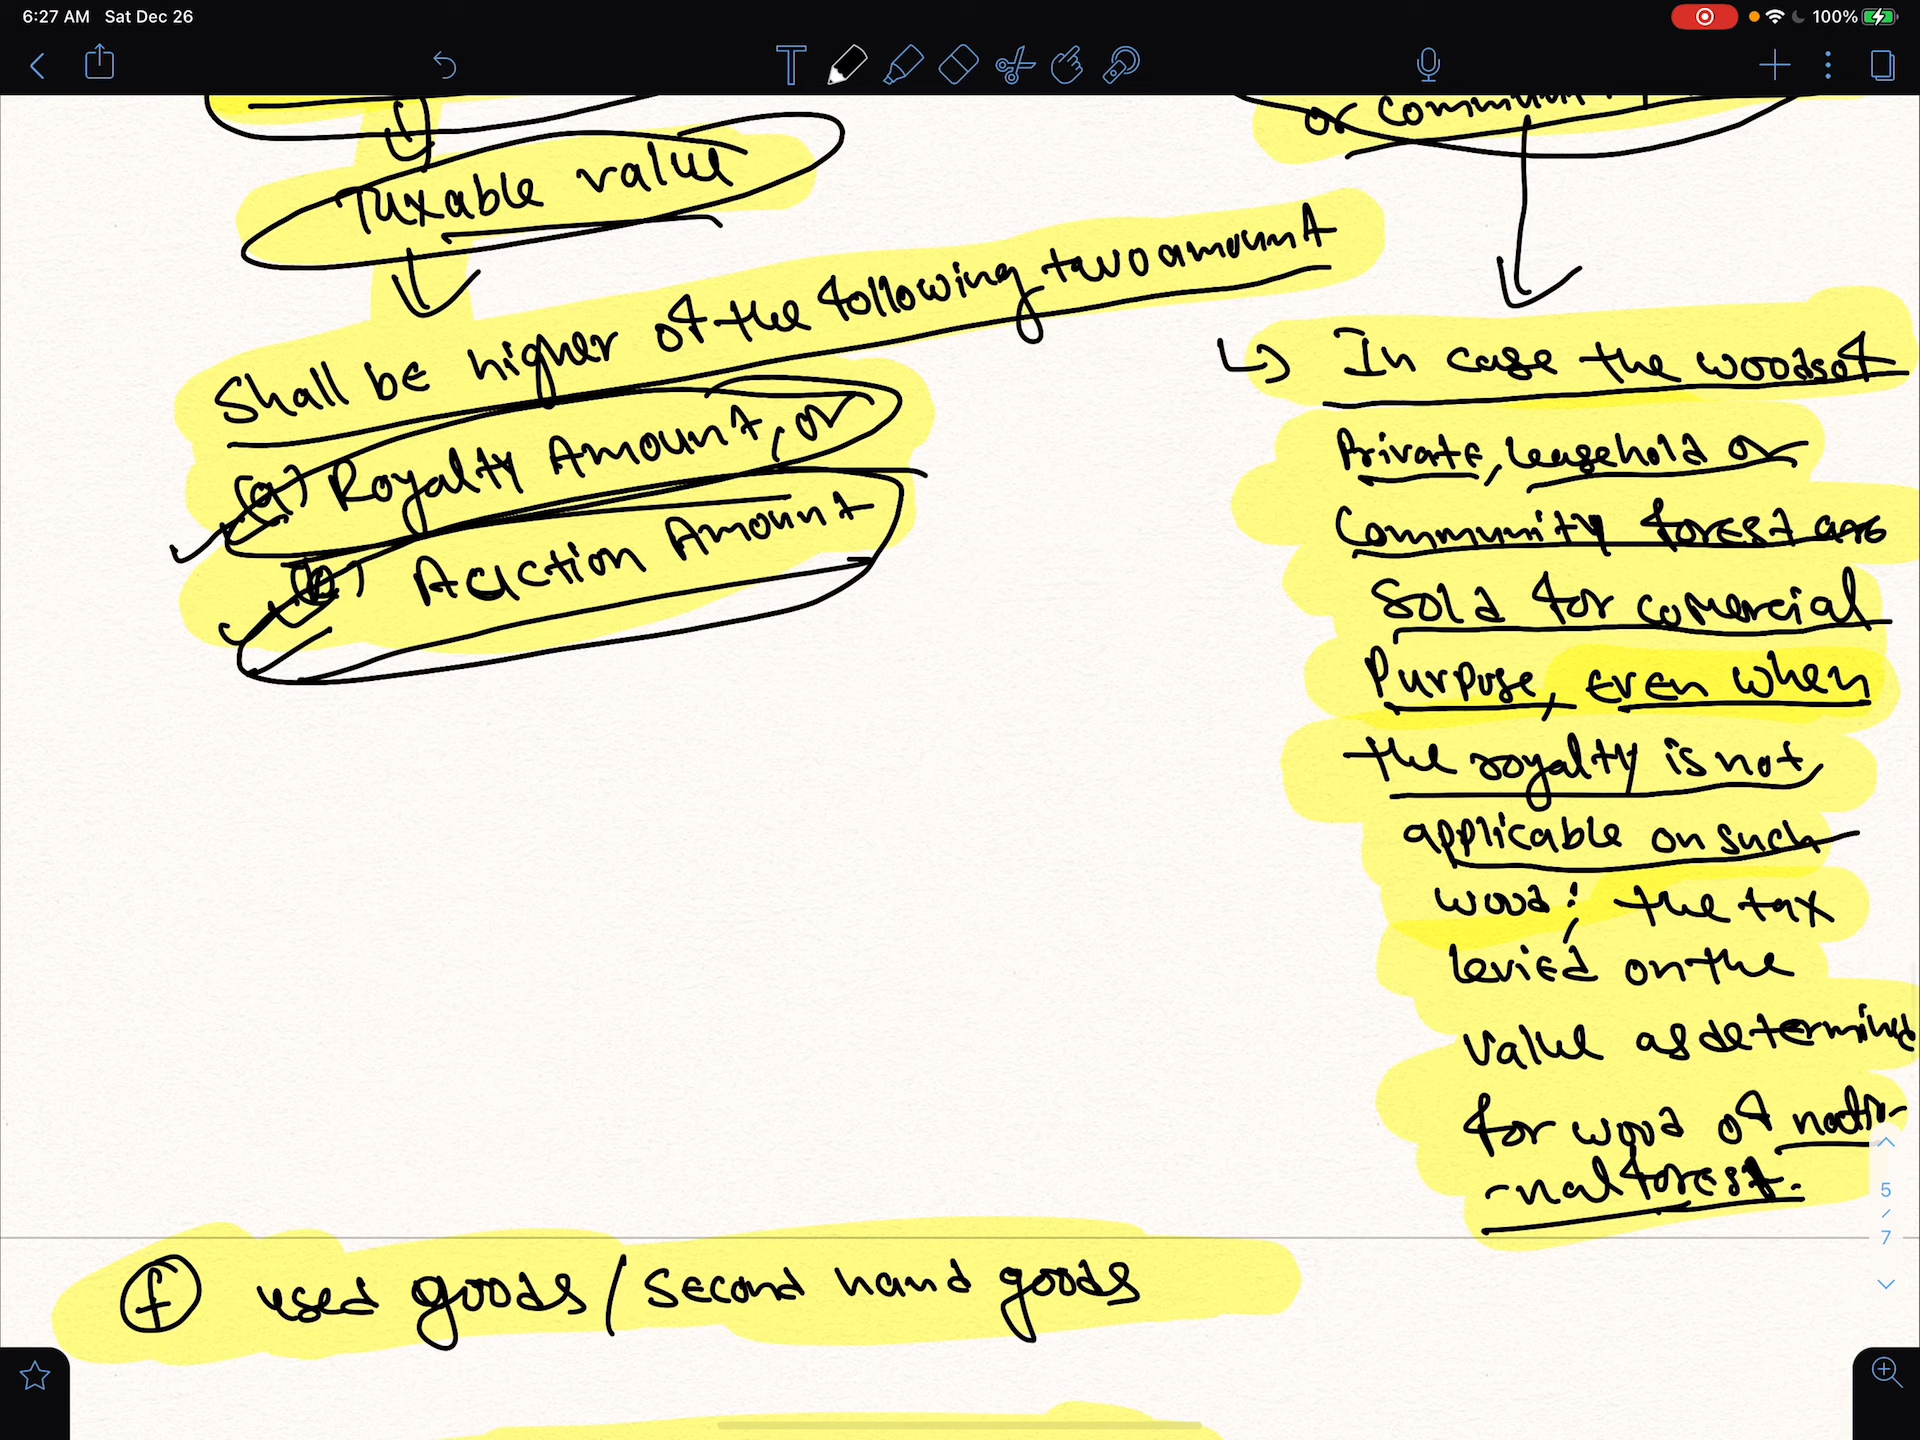 6:27 AM Sat Dec 26
100%
Taxable value
Shall be higher of the following two amount
(a) Royalty Amount, or
(b) Auction Amount
or
In case the woods of
Private, leasehold or
Community forest are
Sold for comercial
Purpose, even when
the royalty is not
applicable on such
wood; the tax
levied on the
value as determined
for wood of natio-
-nal forest.
5
/
7
f used goods / Second hand goods